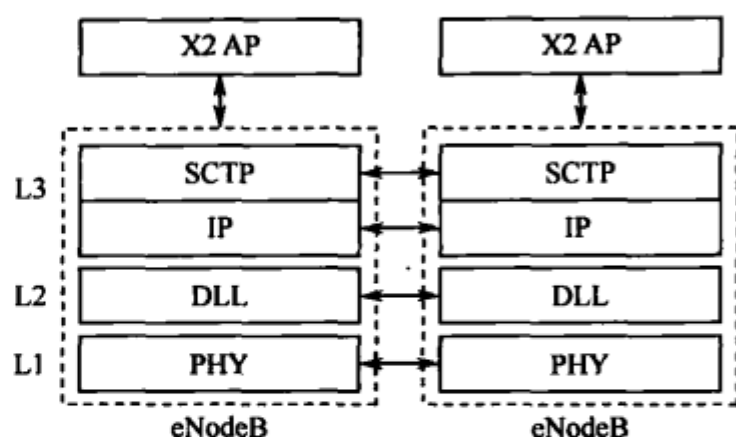 X2 AP X2 AP
L3 SCTP SCTP
IP IP
L2 DLL DLL
L1 PHY PHY
eNodeB eNodeB